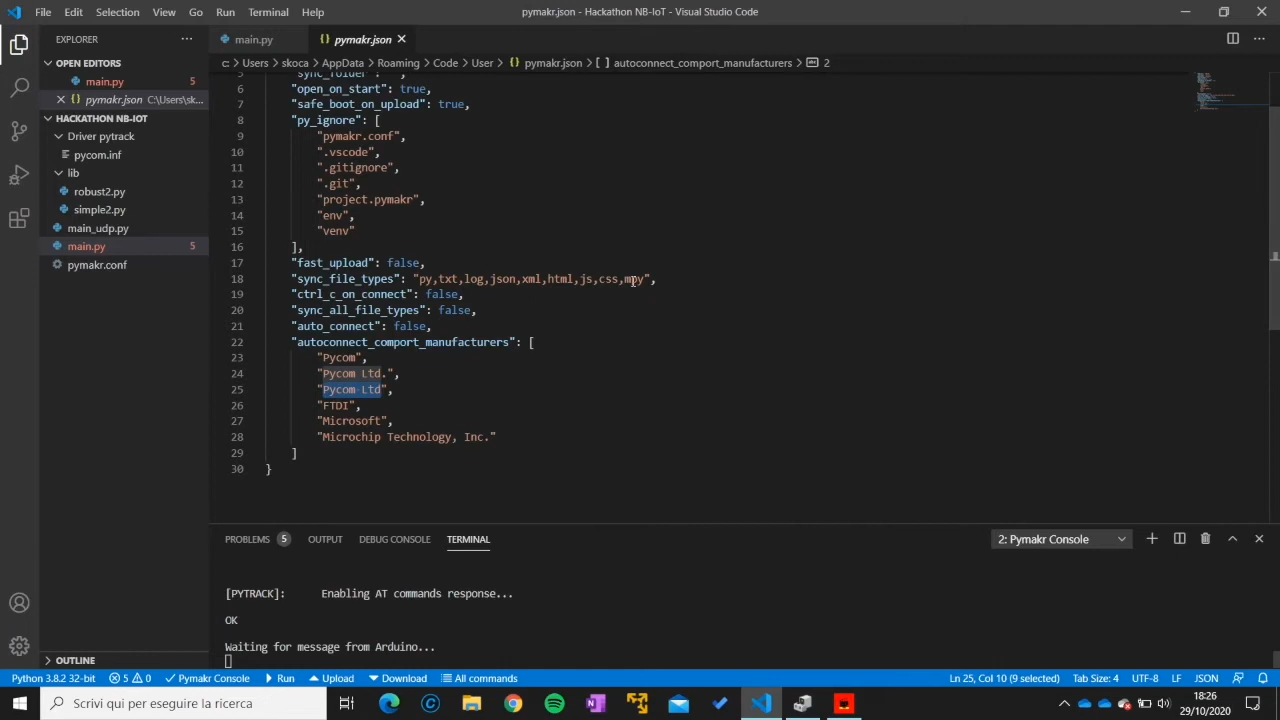 File Edit Selection View Go Run Terminal Help
pymakr.json - Hackathon NB-IoT - Visual Studio Code
EXPLORER
OPEN EDITORS
main.py 5
pymakr.json C:\Users\sk...
HACKATHON NB-IOT
Driver pytrack
pycom.inf
lib
robust2.py
simple2.py
main_udp.py
main.py 5
pymakr.conf
OUTLINE
main.py pymakr.json
c: > Users > skoca > AppData > Roaming > Code > User > {} pymakr.json > [ ] autoconnect_comport_manufacturers > 2
5 "sync_folder": "",
6 "open_on_start": true,
7 "safe_boot_on_upload": true,
8 "py_ignore": [
9 "pymakr.conf",
10 ".vscode",
11 ".gitignore",
12 ".git",
13 "project.pymakr",
14 "env",
15 "venv"
16 ],
17 "fast_upload": false,
18 "sync_file_types": "py,txt,log,json,xml,html,js,css,mpy",
19 "ctrl_c_on_connect": false,
20 "sync_all_file_types": false,
21 "auto_connect": false,
22 "autoconnect_comport_manufacturers": [
23 "Pycom",
24 "Pycom Ltd.",
25 "Pycom Ltd",
26 "FTDI",
27 "Microsoft",
28 "Microchip Technology, Inc."
29 ]
30 }
PROBLEMS 5 OUTPUT DEBUG CONSOLE TERMINAL
2: Pymakr Console
[PYTRACK]: Enabling AT commands response...
OK
Waiting for message from Arduino...
Python 3.8.2 32-bit 5 0 Pymakr Console Run Upload Download All commands
Ln 25, Col 10 (9 selected) Tab Size: 4 UTF-8 LF JSON
Scrivi qui per eseguire la ricerca
18:26
29/10/2020